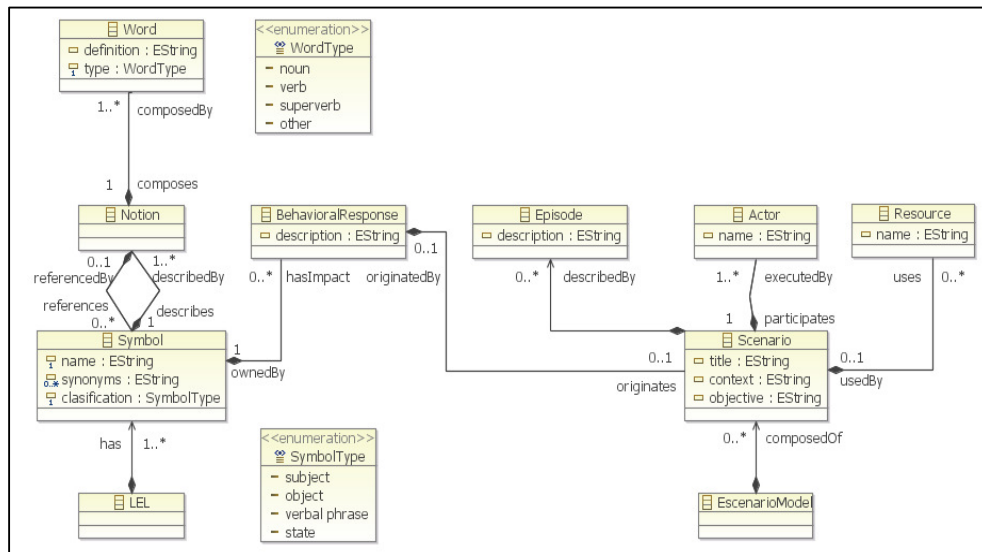 Word
definition : EString
type : WordType
1..*
composedBy
1
composes
<<enumeration>>
WordType
noun
verb
superverb
other
Notion
0..1
referencedBy
1..*
describedBy
references
0..*
describes
1
BehavioralResponse
description : EString
0..*
hasImpact
0..1
originatedBy
Episode
description : EString
0..*
describedBy
Actor
name : EString
1..*
executedBy
1
participates
Resource
name : EString
uses
0..*
Symbol
name : EString
0..* synonyms : EString
clasification : SymbolType
1
ownedBy
0..1
originates
Scenario
title : EString
context : EString
objective : EString
0..1
usedBy
has
1..*
LEL
<<enumeration>>
SymbolType
subject
object
verbal phrase
state
0..*
composedOf
EscenarioModel